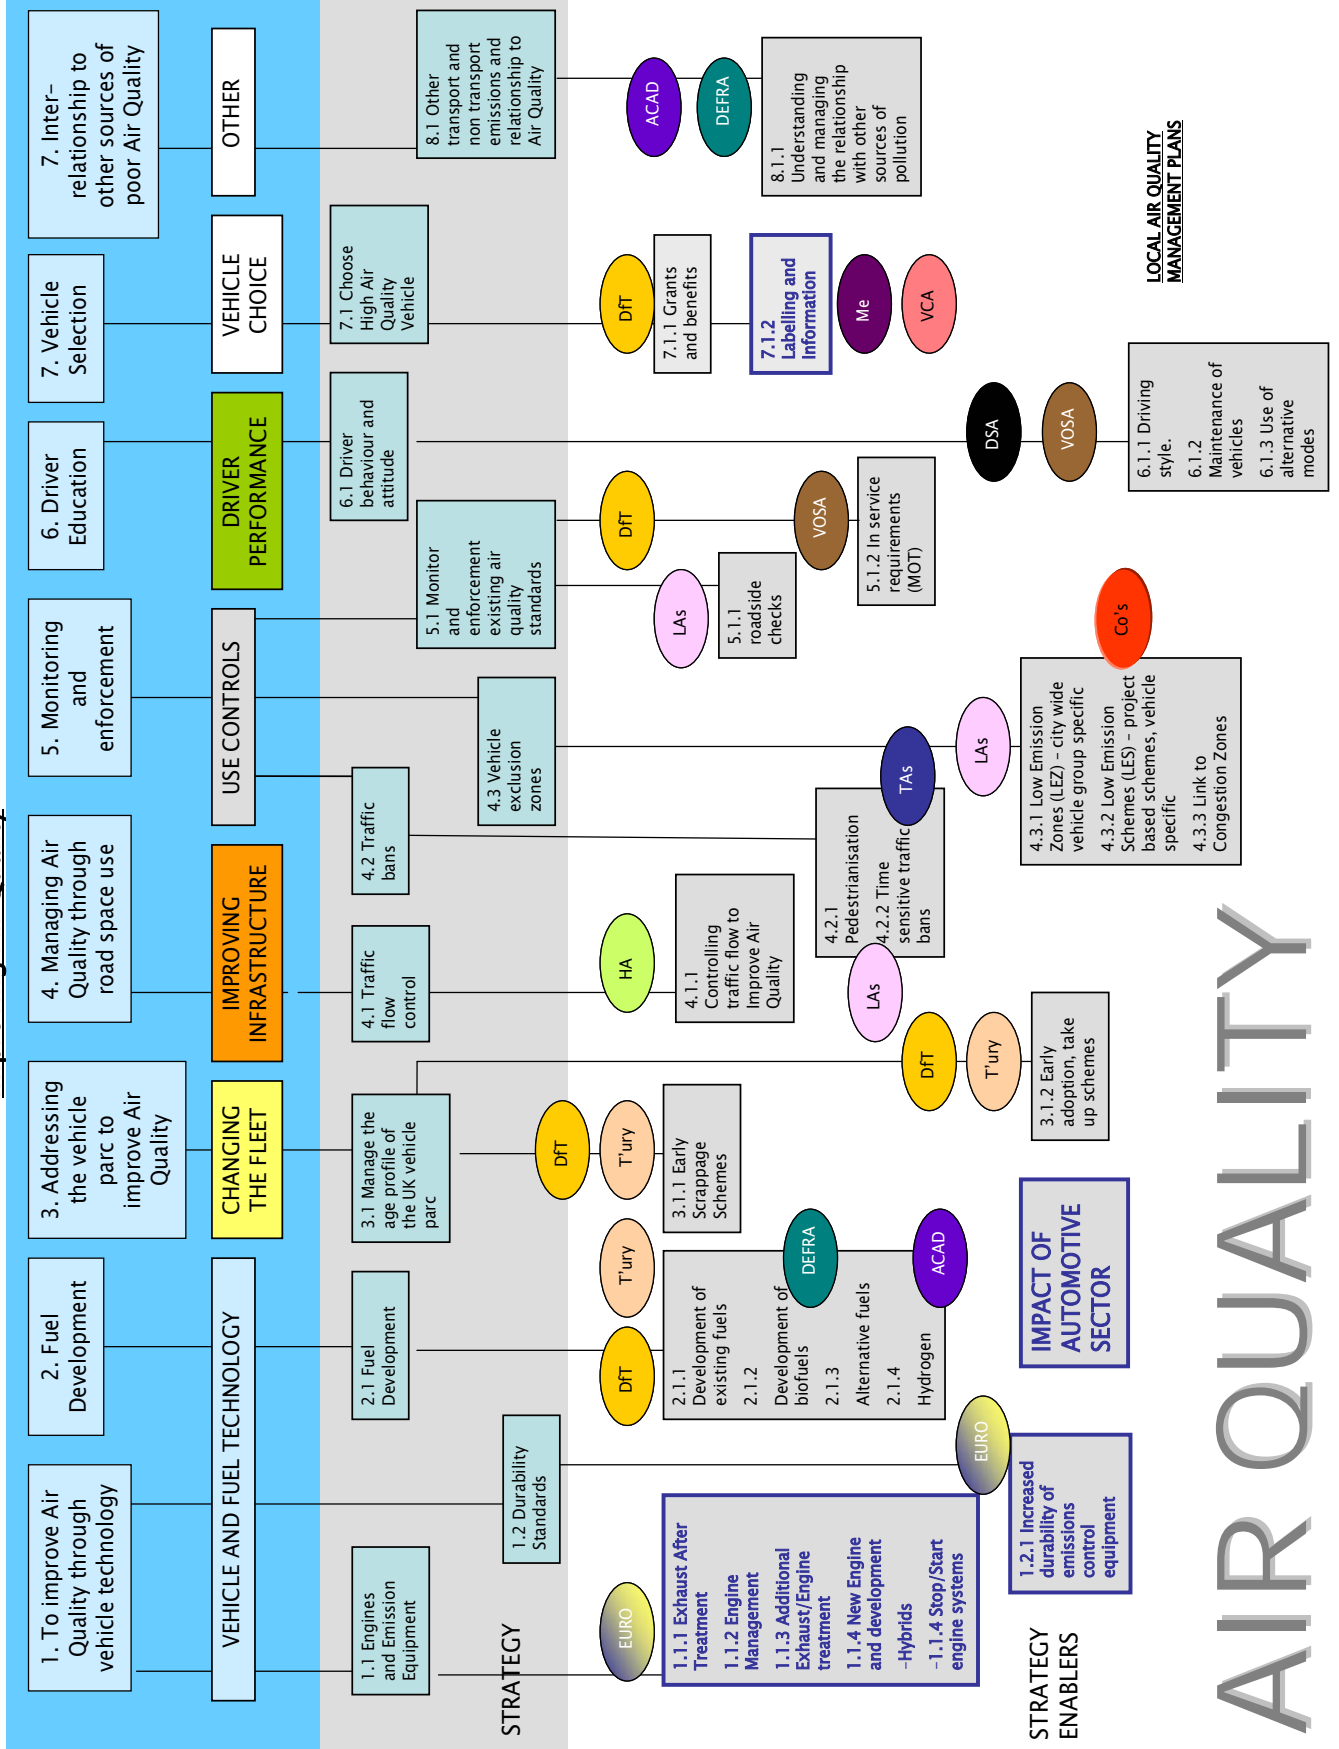 1. To improve Air
Quality through
vehicle technology
2. Fuel
Development
3. Addressing
the vehicle
parc to
improve Air
Quality
4. Managing Air
Quality through
road space use
5. Monitoring
and
enforcement
6. Driver
Education
7. Vehicle
Selection
7. Inter-
relationship to
other sources of
poor Air Quality
VEHICLE AND FUEL TECHNOLOGY
CHANGING
THE FLEET
IMPROVING
INFRASTRUCTURE
USE CONTROLS
DRIVER
PERFORMANCE
VEHICLE
CHOICE
OTHER
1.1 Engines
and Emission
Equipment
1.2 Durability
Standards
2.1 Fuel
Development
3.1 Manage the
age profile of
the UK vehicle
parc
4.1 Traffic
flow
control
4.2 Traffic
bans
4.3 Vehicle
exclusion
zones
5.1 Monitor
and
enforcement
existing air
quality
standards
6.1 Driver
behaviour and
attitude
7.1 Choose
High Air
Quality
Vehicle
8.1 Other
transport and
non transport
emissions and
relationship to
Air Quality
STRATEGY
EURO
1.1.1 Exhaust After
Treatment
1.1.2 Engine
Management
1.1.3 Additional
Exhaust/Engine
treatment
1.1.4 New Engine
and development
-Hybrids
-1.1.4 Stop/Start
engine systems
EURO
1.2.1 Increased
durability of
emissions
control
equipment
DfT
T'ury
2.1.1
Development of
existing fuels
2.1.2
Development of
biofuels
2.1.3
Alternative fuels
2.1.4
Hydrogen
DEFRA
ACAD
DfT
T'ury
3.1.1 Early
Scrappage
Schemes
DfT
T'ury
3.1.2 Early
adoption, take
up schemes
HA
4.1.1
Controlling
traffic flow to
Improve Air
Quality
4.2.1
Pedestrianisation
4.2.2 Time
sensitive traffic
bans
LAs
TAs
LAs
4.3.1 Low Emission
Zones (LEZ) – city wide
vehicle group specific
4.3.2 Low Emission
Schemes (LES) – project
based schemes, vehicle
specific
4.3.3 Link to
Congestion Zones
Co's
LAs
5.1.1
roadside
checks
DfT
VOSA
5.1.2 In service
requirements
(MOT)
DSA
VOSA
6.1.1 Driving
style.
6.1.2
Maintenance of
vehicles
6.1.3 Use of
alternative
modes
DfT
7.1.1 Grants
and benefits
7.1.2
Labelling and
Information
Me
VCA
ACAD
DEFRA
8.1.1
Understanding
and managing
the relationship
with other
sources of
pollution
STRATEGY
ENABLERS
IMPACT OF
AUTOMOTIVE
SECTOR
LOCAL AIR QUALITY
MANAGEMENT PLANS
AIR QUALITY